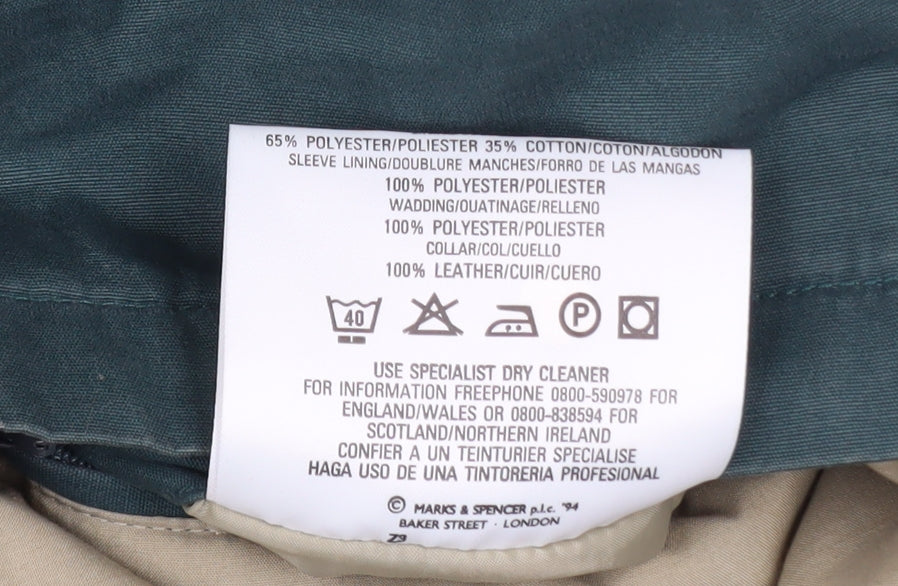 65% POLYESTER/POLIESTER 35% COTTON/COTON/ALGODON
SLEEVE LINING/DOUBLURE MANCHES/FORRO DE LAS MANGAS
100% POLYESTER/POLIESTER
WADDING/OUATINAGE/RELLENO
100% POLYESTER/POLIESTER
COLLAR/COL/CUELLO
100% LEATHER/CUIR/CUERO
40 P
USE SPECIALIST DRY CLEANER
FOR INFORMATION FREEPHONE 0800-590978 FOR
ENGLAND/WALES OR 0800-838594 FOR
SCOTLAND/NORTHERN IRELAND
CONFIER A UN TEINTURIER SPECIALISE
HAGA USO DE UNA TINTORERIA PROFESIONAL
© MARKS & SPENCER p.l.c. '94
BAKER STREET · LONDON
Z9